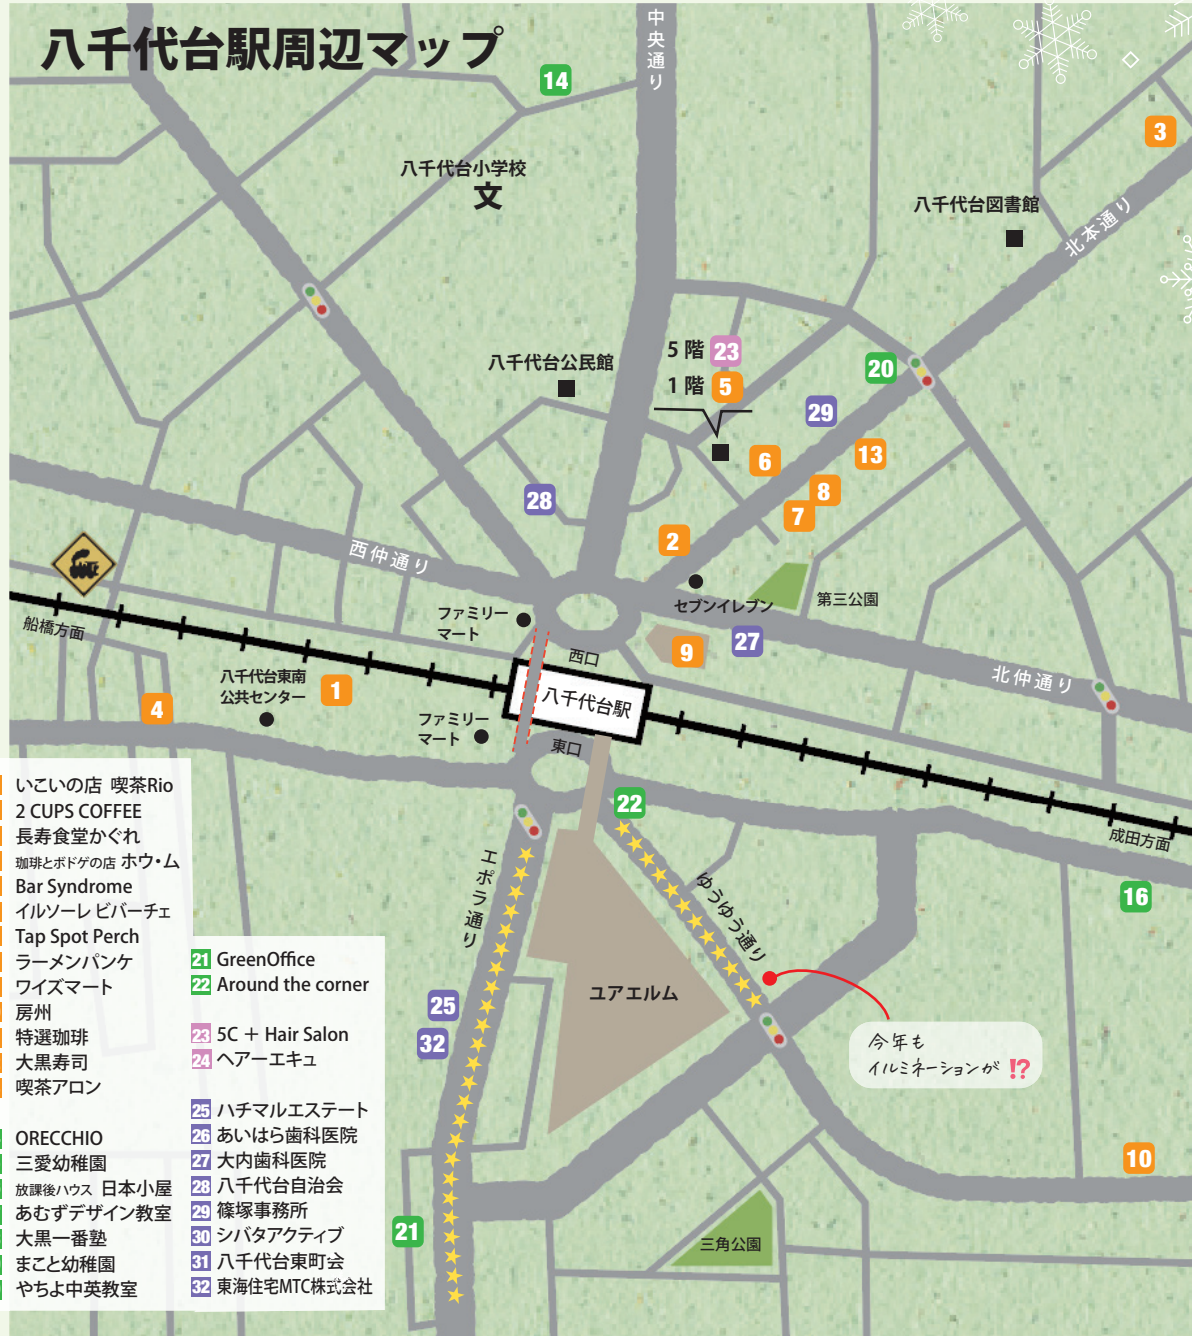 八千代台駅周辺マップ
中央通り
14
3
八千代台小学校
文
八千代台図書館
北本通り
八千代台公民館
5 階 23
1 階 5
20
29
6
13
8
7
28
2
西仲通り
セブンイレブン
第三公園
船橋方面
ファミリー
マート
西口
9
27
八千代台東南
公共センター
1
4
八千代台駅
北仲通り
ファミリー
マート
東口
22
成田方面
16
エポラ通り
ゆうゆう通り
ユアエルム
25
32
今年も
イルミネーションが !?
10
21
三角公園
いこいの店 喫茶Rio
2 CUPS COFFEE
長寿食堂かぐれ
珈琲とボドゲの店 ホウ・ム
Bar Syndrome
イルソーレ ビバーチェ
Tap Spot Perch
ラーメンパンケ
ワイズマート
房州
特選珈琲
大黒寿司
喫茶アロン
ORECCHIO
三愛幼稚園
放課後ハウス 日本小屋
あむずデザイン教室
大黒一番塾
まこと幼稚園
やちよ中英教室
21 GreenOffice
22 Around the corner
23 5C + Hair Salon
24 ヘアーエキュ
25 ハチマルエステート
26 あいはら歯科医院
27 大内歯科医院
28 八千代台自治会
29 篠塚事務所
30 シバタアクティブ
31 八千代台東町会
32 東海住宅MTC株式会社